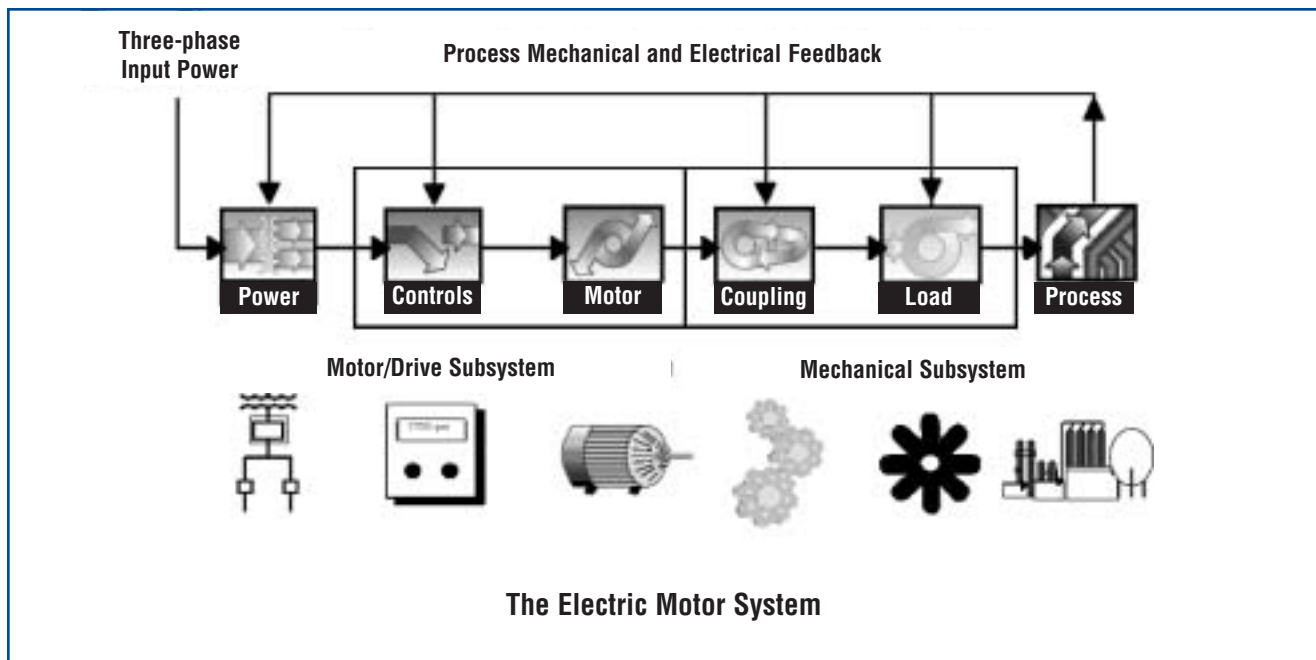 Three-phase
Input Power
Process Mechanical and Electrical Feedback
Power
Controls
Motor
Coupling
Load
Process
Motor/Drive Subsystem
Mechanical Subsystem
The Electric Motor System